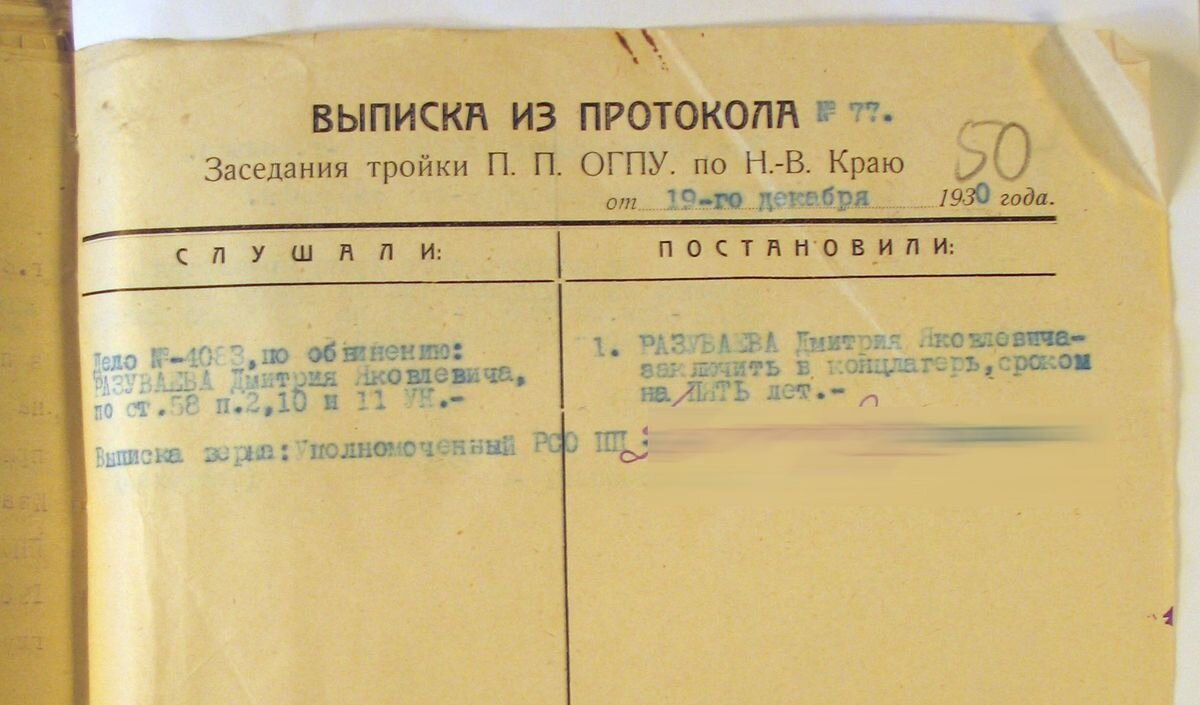 ВЫПИСКА ИЗ ПРОТОКОЛА № 77.
50
Заседания тройки П. П. ОГПУ. по Н.-В. Краю
от 19-го декабря 1930 года.
СЛУШАЛИ:
ПОСТАНОВИЛИ:
Дело №-4083, по обвинению:
РАЗУВАЕВА Дмитрия Яковлевича,
по ст.58 п.2,10 и 11 УК.-
1. РАЗУВАЕВА Дмитрия Яковлевича-
заключить в концлагерь, сроком
на ПЯТЬ лет.-
Выписка верна: Уполномоченный РСО ПП :